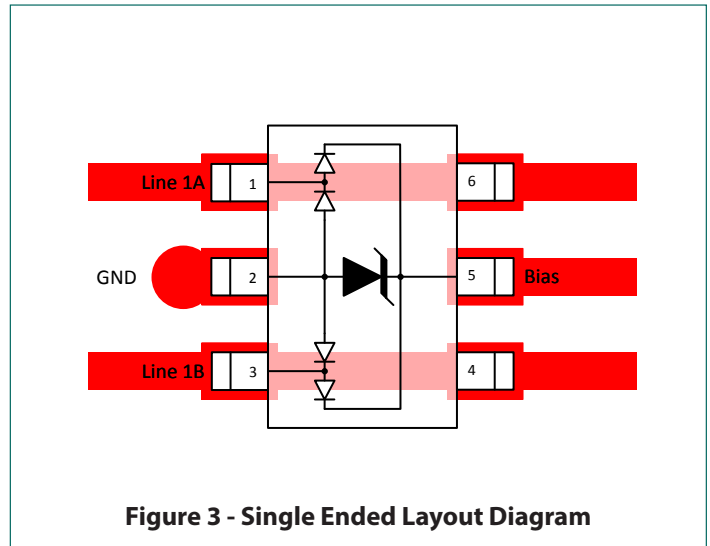 Line 1A 1 6
GND 2 5 Bias
Line 1B 3 4
Figure 3 - Single Ended Layout Diagram